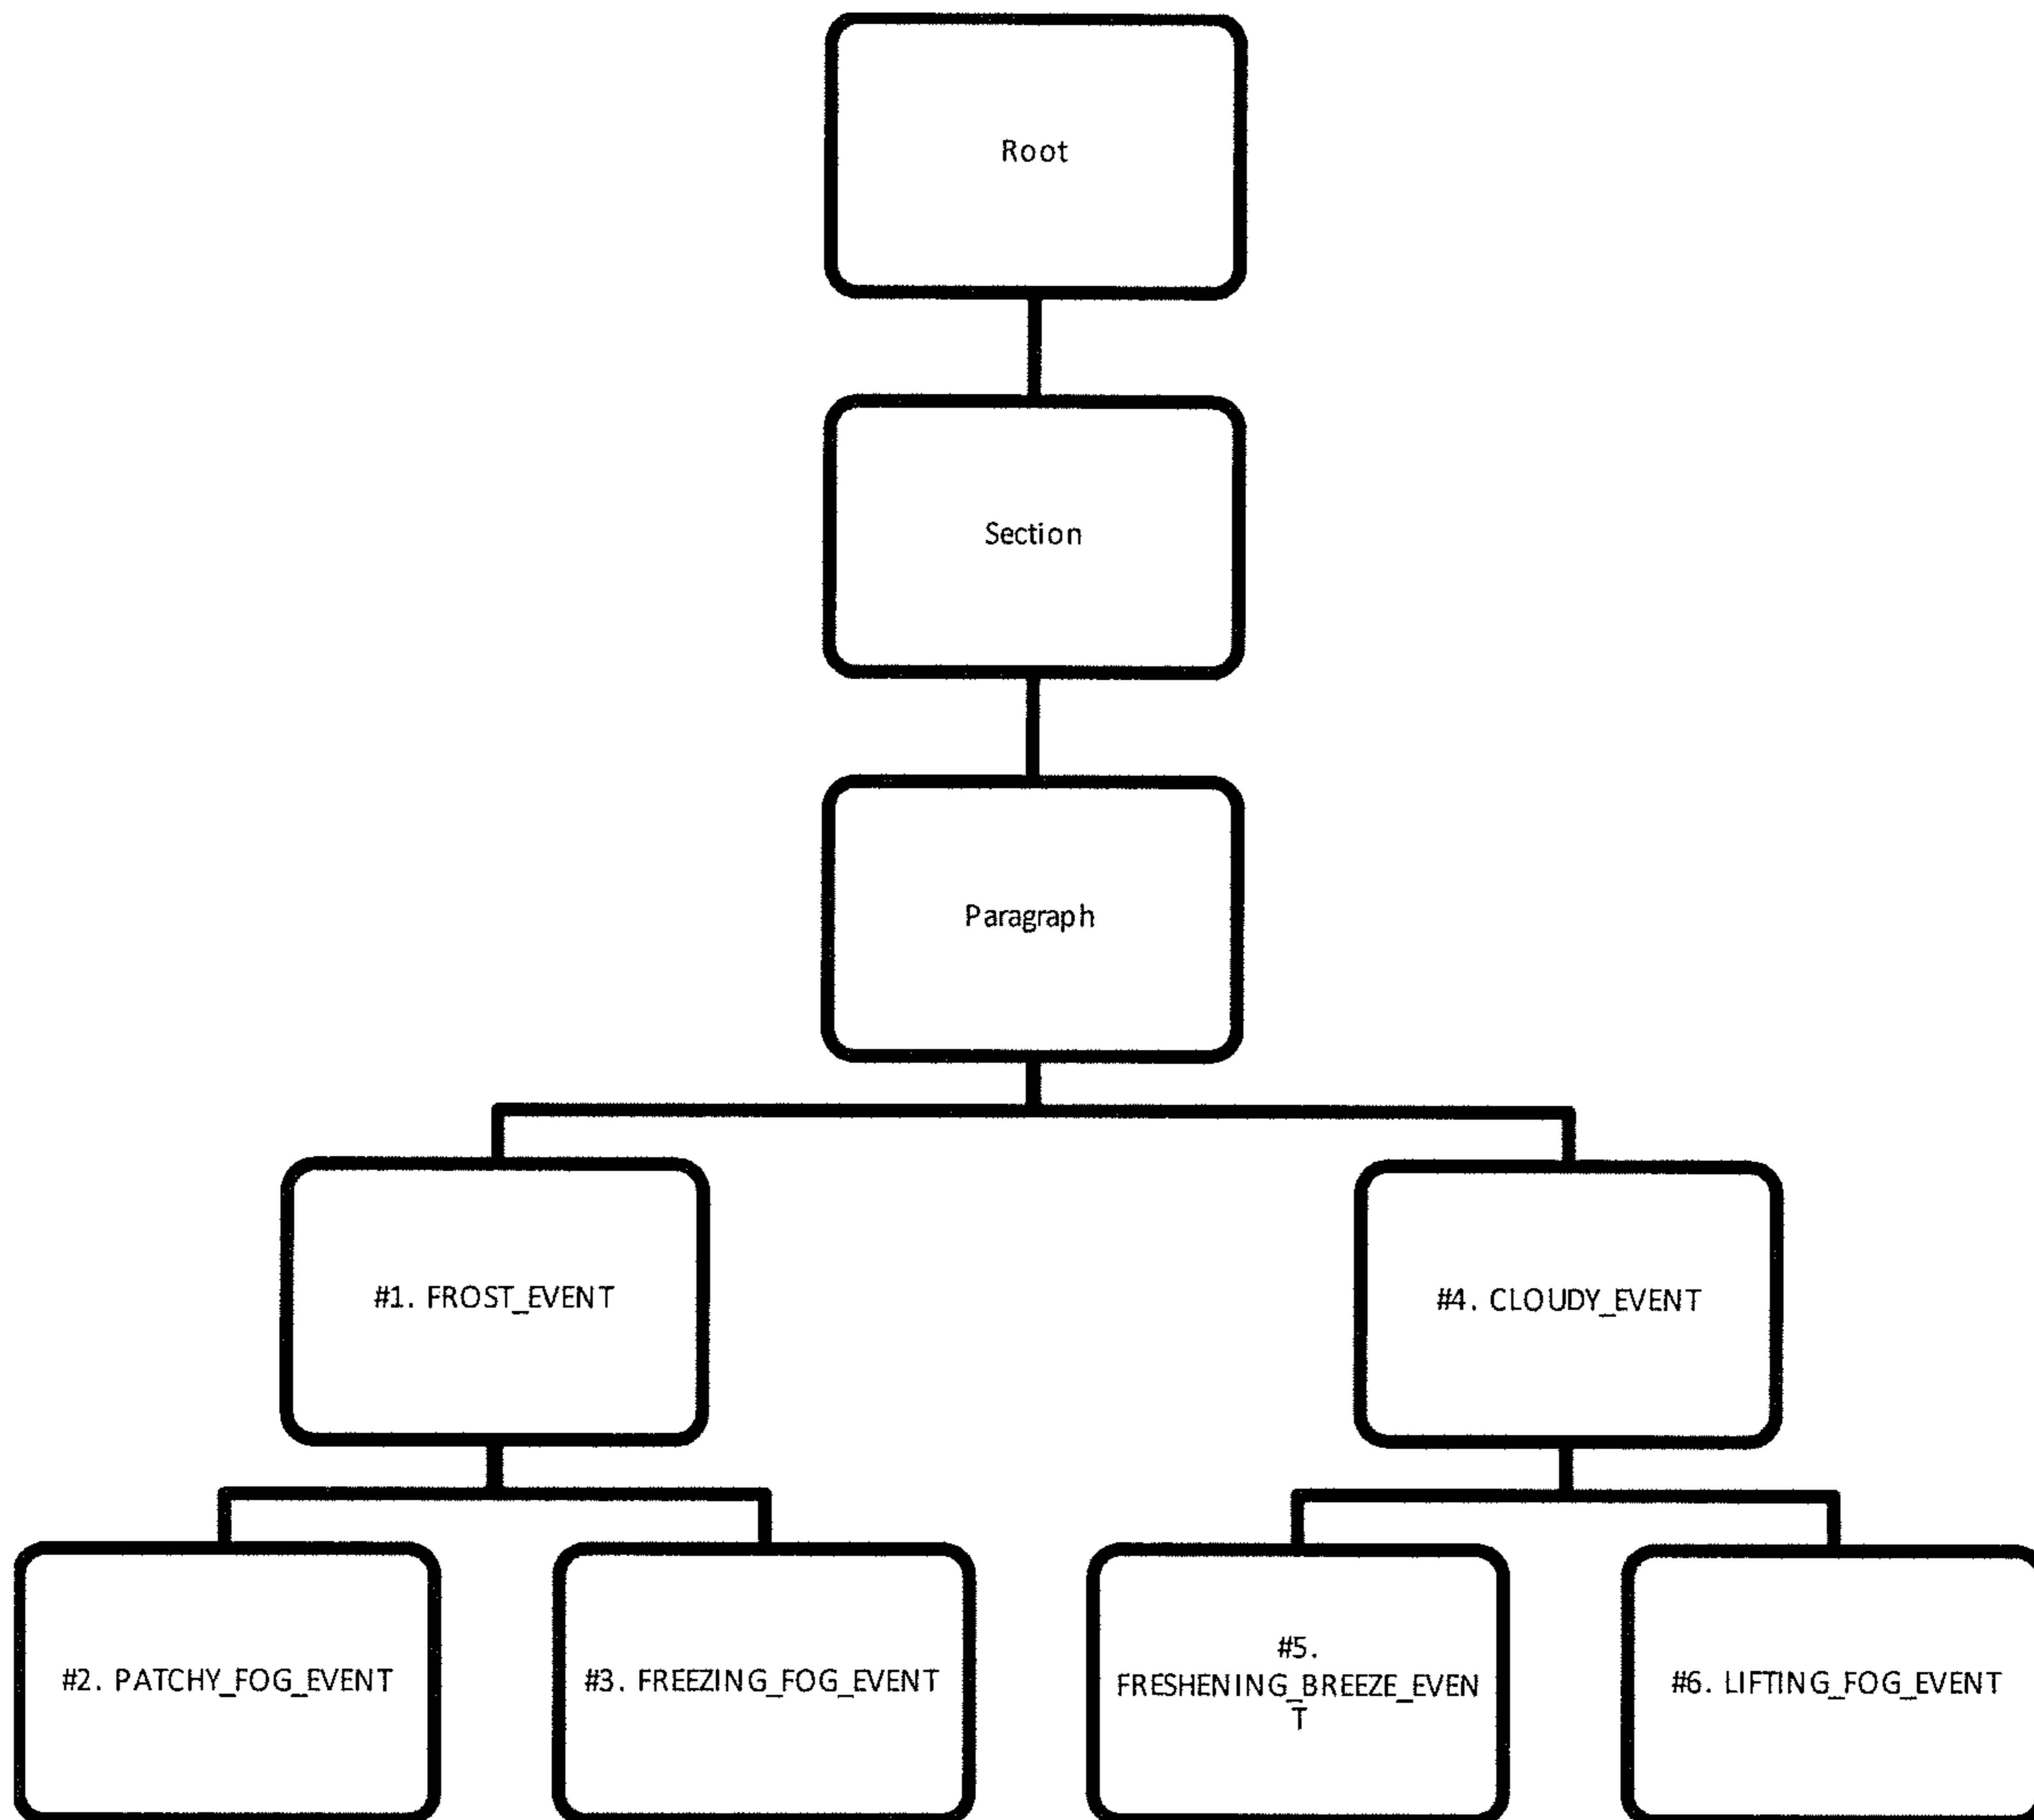 Root
Section
Paragraph
#1. FROST_EVENT
#4. CLOUDY_EVENT
#2. PATCHY_FOG_EVENT
#3. FREEZING_FOG_EVENT
#5.
FRESHENING_BREEZE_EVEN
T
#6. LIFTING_FOG_EVENT